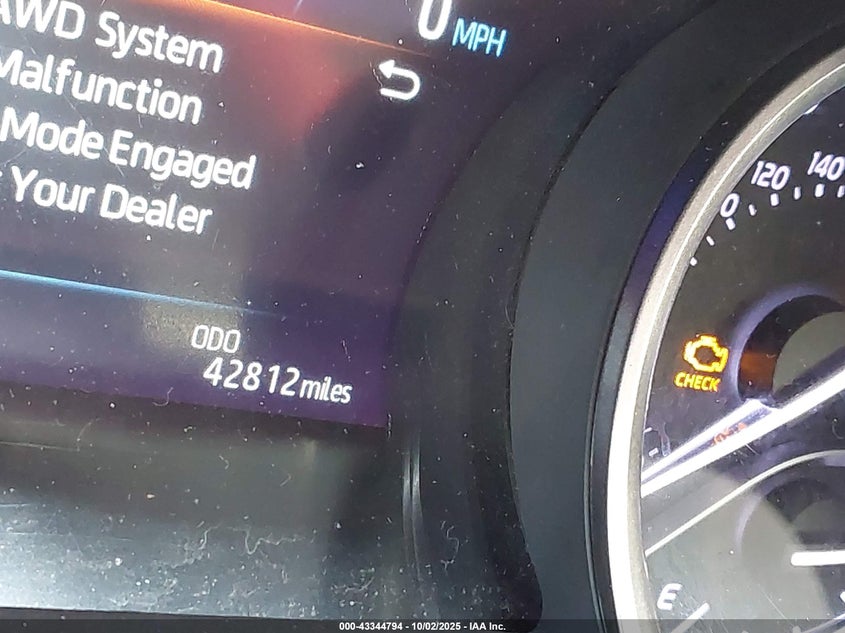 0 MPH
AWD System
Malfunction
Mode Engaged
Your Dealer
ODO
42812 miles
120 140
0
CHECK
E
000-43344794 - 10/02/2025 - IAA Inc.